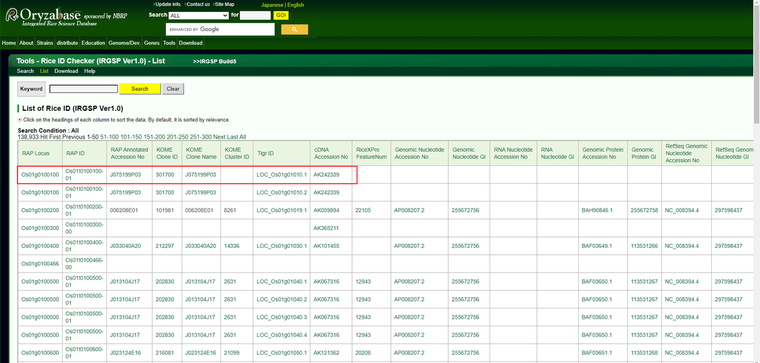 ›Update info ›Contact us ›Site Map
Japanese | English
Oryzabase sponsored by NBRP
Integrated Rice Science Database
Search ALL for GO!
ENHANCED BY Google
Home About Strains distribute Education Genome/Dev. Genes Tools Download
Tools - Rice ID Checker (IRGSP Ver1.0) - List >>IRGSP Build5
Search List Download Help
Keyword Search Clear
List of Rice ID (IRGSP Ver1.0)
Click on the headings of each column to sort the data. By default, it is sorted by relevance.
Search Condition : All
138,933 Hit First Previous 1-50 51-100 101-150 151-200 201-250 251-300 Next Last All
RAP Locus RAP ID RAP Annotated Accession No KOME Clone ID KOME Clone Name KOME Cluster ID Tigr ID cDNA Accession No RiceXPro FeatureNum Genomic Nucleotide Accession No Genomic Nucleotide GI RNA Nucleotide Accession No RNA Nucleotide GI Genomic Protein Accession No Genomic Protein GI RefSeq Genomic Nucleotide Accession No RefSeq Genomic Nucleotide GI
Os01g0100100 Os01t0100100-01 J075199P03 301700 J075199P03 LOC_Os01g01010.1 AK242339
Os01g0100100 Os01t0100100-01 J075199P03 301700 J075199P03 LOC_Os01g01010.2 AK242339
Os01g0100200 Os01t0100200-01 006208E01 101981 006208E01 8261 LOC_Os01g01019.1 AK059894 22105 AP008207.2 255672756 BAH90846.1 255672758 NC_008394.4 297598437
Os01g0100300 Os01t0100300-00 AK365211
Os01g0100400 Os01t0100400-01 J033040A20 212297 J033040A20 14336 LOC_Os01g01030.1 AK101455 AP008207.2 255672756 BAF03649.1 113531266 NC_008394.4 297598437
Os01g0100466 Os01t0100466-00
Os01g0100500 Os01t0100500-01 J013104J17 202830 J013104J17 2631 LOC_Os01g01040.1 AK067316 12943 AP008207.2 255672756 BAF03650.1 113531267 NC_008394.4 297598437
Os01g0100500 Os01t0100500-01 J013104J17 202830 J013104J17 2631 LOC_Os01g01040.2 AK067316 12943 AP008207.2 255672756 BAF03650.1 113531267 NC_008394.4 297598437
Os01g0100500 Os01t0100500-01 J013104J17 202830 J013104J17 2631 LOC_Os01g01040.3 AK067316 12943 AP008207.2 255672756 BAF03650.1 113531267 NC_008394.4 297598437
Os01g0100500 Os01t0100500-01 J013104J17 202830 J013104J17 2631 LOC_Os01g01040.4 AK067316 12943 AP008207.2 255672756 BAF03650.1 113531267 NC_008394.4 297598437
Os01g0100600 Os01t0100600-01 J023124E16 216081 J023124E16 21099 LOC_Os01g01050.1 AK121362 20208 AP008207.2 255672756 BAF03651.1 113531268 NC_008394.4 297598437